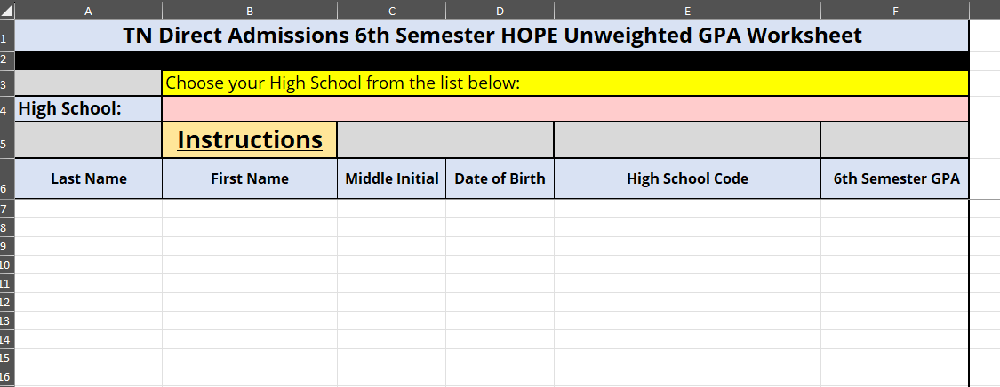 A B C D E F
1 TN Direct Admissions 6th Semester HOPE Unweighted GPA Worksheet
2
3 Choose your High School from the list below:
4 High School:
5 Instructions
6 Last Name First Name Middle Initial Date of Birth High School Code 6th Semester GPA
7
8
9
10
11
12
13
14
15
16